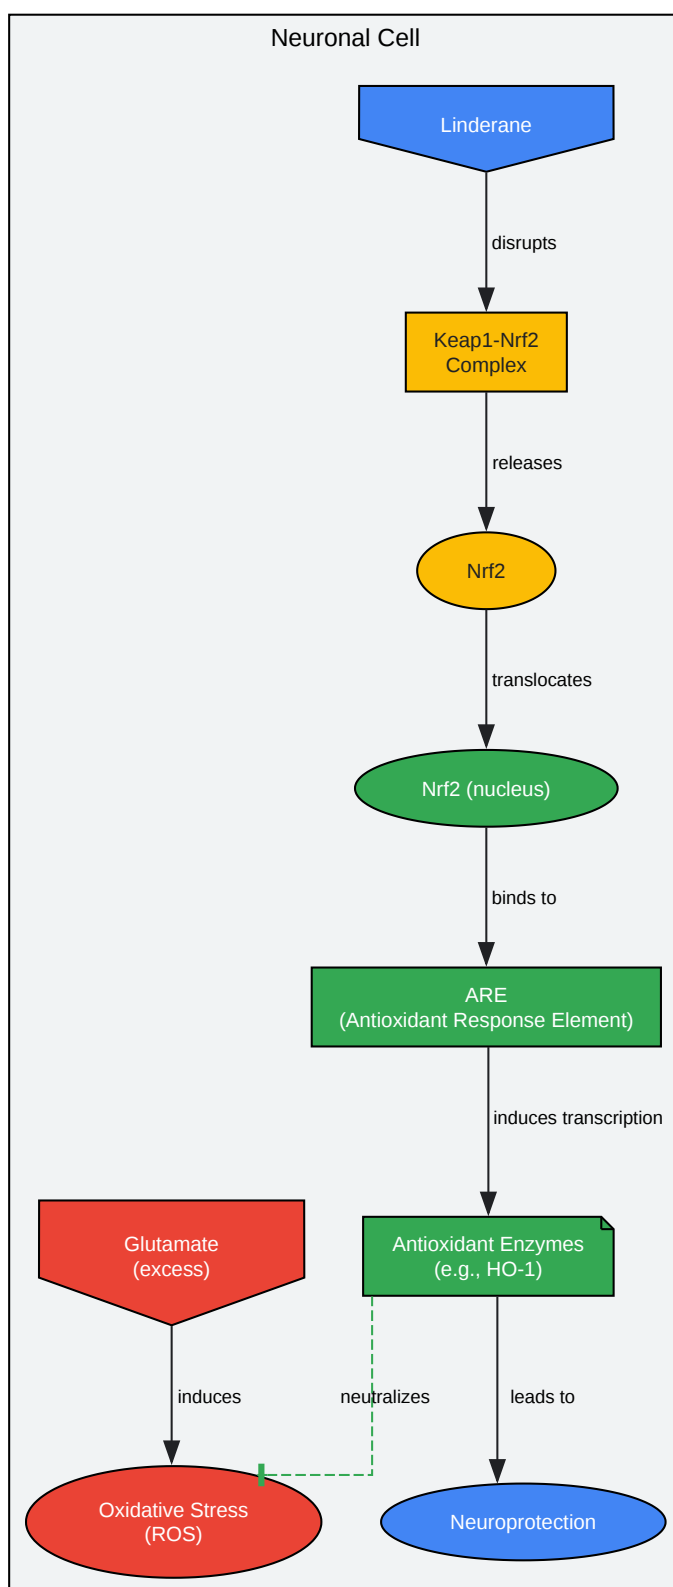 Neuronal Cell
Linderane
disrupts
Keap1-Nrf2
Complex
releases
Nrf2
translocates
Nrf2 (nucleus)
binds to
ARE
(Antioxidant Response Element)
induces transcription
Glutamate
(excess)
Antioxidant Enzymes
(e.g., HO-1)
induces
neutralizes
leads to
Oxidative Stress
(ROS)
Neuroprotection